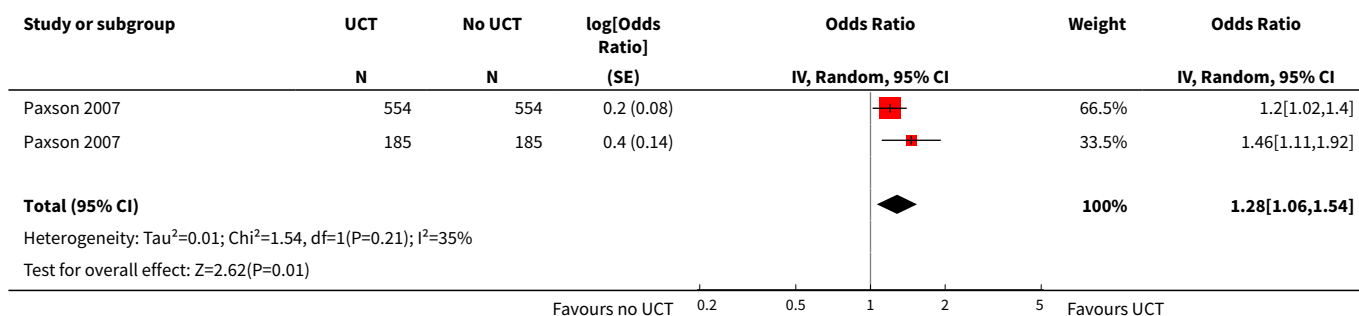 Study or subgroup UCT No UCT log[Odds Odds Ratio Weight Odds Ratio
Ratio]
N N (SE) IV, Random, 95% CI IV, Random, 95% CI
Paxson 2007 554 554 0.2 (0.08) 66.5% 1.2[1.02,1.4]
Paxson 2007 185 185 0.4 (0.14) 33.5% 1.46[1.11,1.92]
Total (95% CI) 100% 1.28[1.06,1.54]
Heterogeneity: Tau²=0.01; Chi²=1.54, df=1(P=0.21); I²=35%
Test for overall effect: Z=2.62(P=0.01)
Favours no UCT 0.2 0.5 1 2 5 Favours UCT